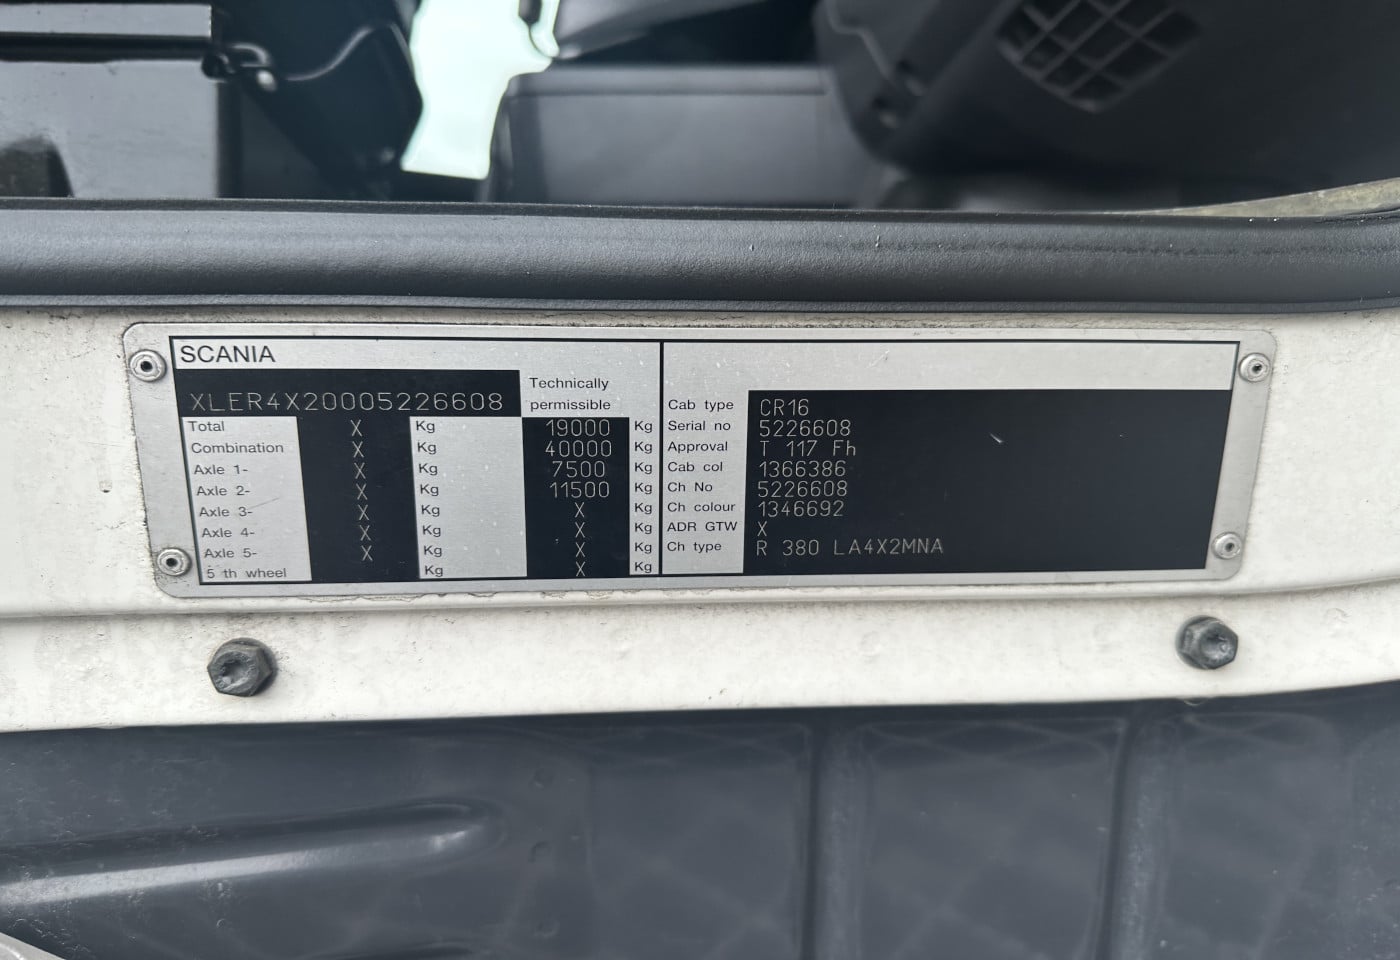 SCANIA
XLER4X20005226608
Technically
permissible
Total X Kg 19000 Kg
Combination X Kg 40000 Kg
Axle 1- X Kg 7500 Kg
Axle 2- X Kg 11500 Kg
Axle 3- X Kg X Kg
Axle 4- X Kg X Kg
Axle 5- X Kg X Kg
5 th wheel Kg X Kg
Cab type CR16
Serial no 5226608
Approval T 117 Fh
Cab col 1366386
Ch No 5226608
Ch colour 1346692
ADR GTW X
Ch type R 380 LA4X2MNA